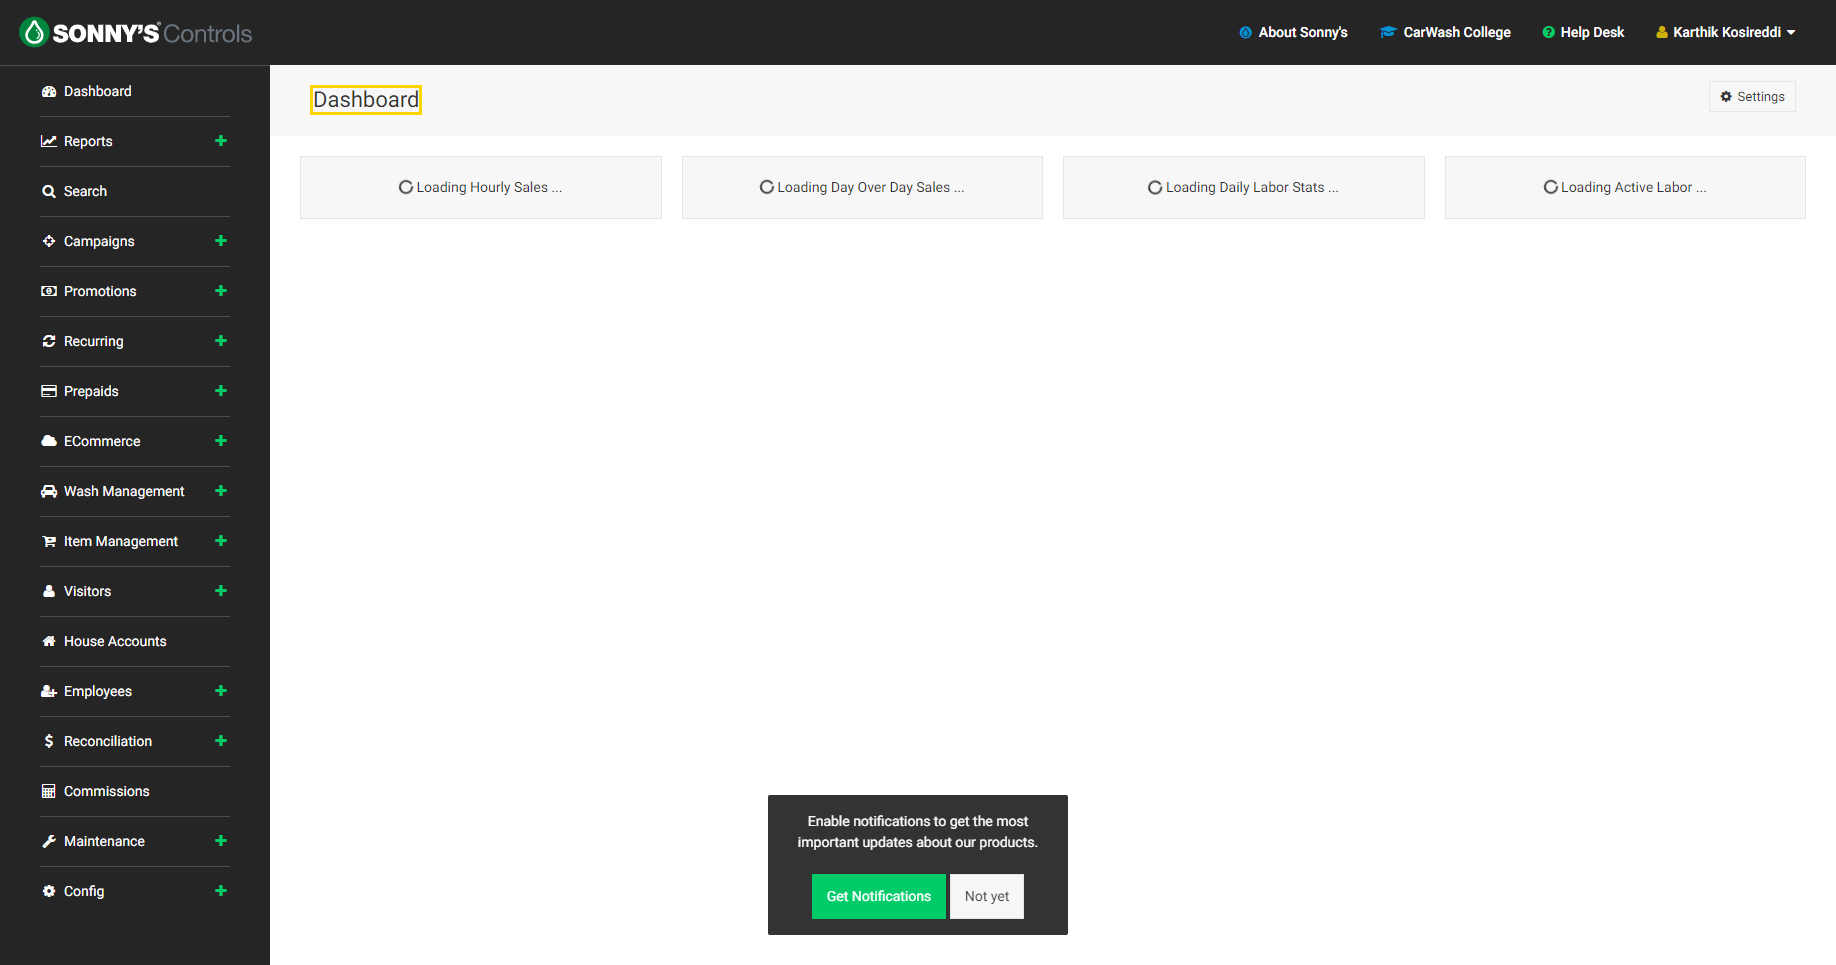 SONNY'S® Controls
About Sonny's
CarWash College
Help Desk
Karthik Kosireddi
Dashboard
Reports
Search
Campaigns
Promotions
Recurring
Prepaids
ECommerce
Wash Management
Item Management
Visitors
House Accounts
Employees
Reconciliation
Commissions
Maintenance
Config
Dashboard
Settings
Loading Hourly Sales ...
Loading Day Over Day Sales ...
Loading Daily Labor Stats ...
Loading Active Labor ...
Enable notifications to get the most
important updates about our products.
Get Notifications
Not yet